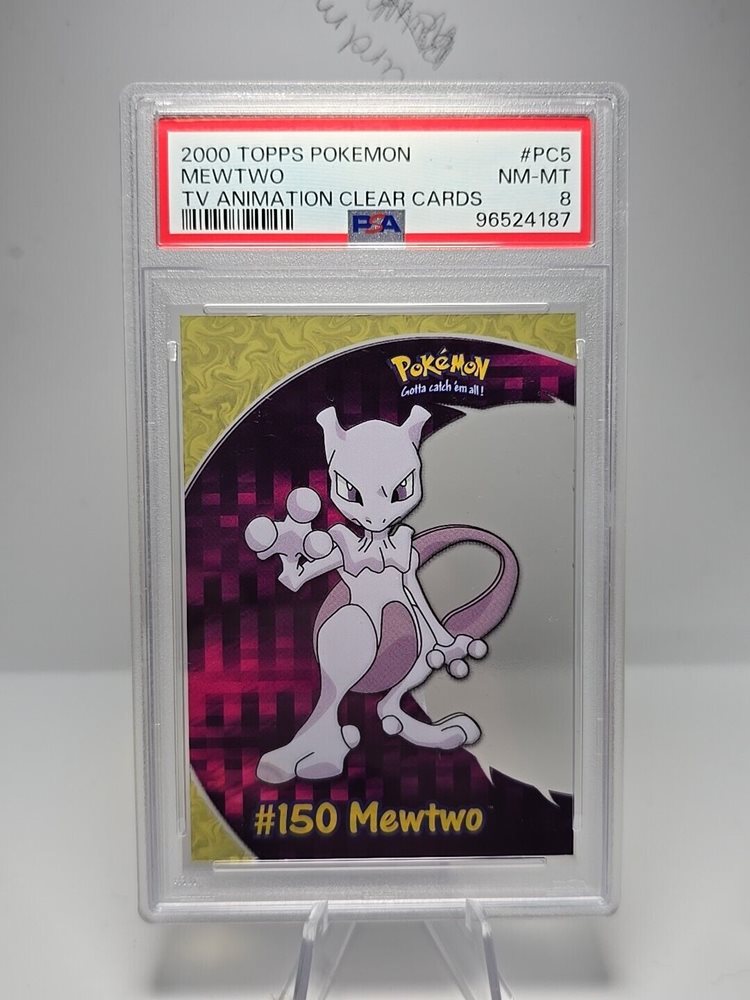 2000 TOPPS POKEMON #PC5
MEWTWO NM-MT
TV ANIMATION CLEAR CARDS 8
PSA 96524187
POKéMON
Gotta catch 'em all!
#150 Mewtwo™